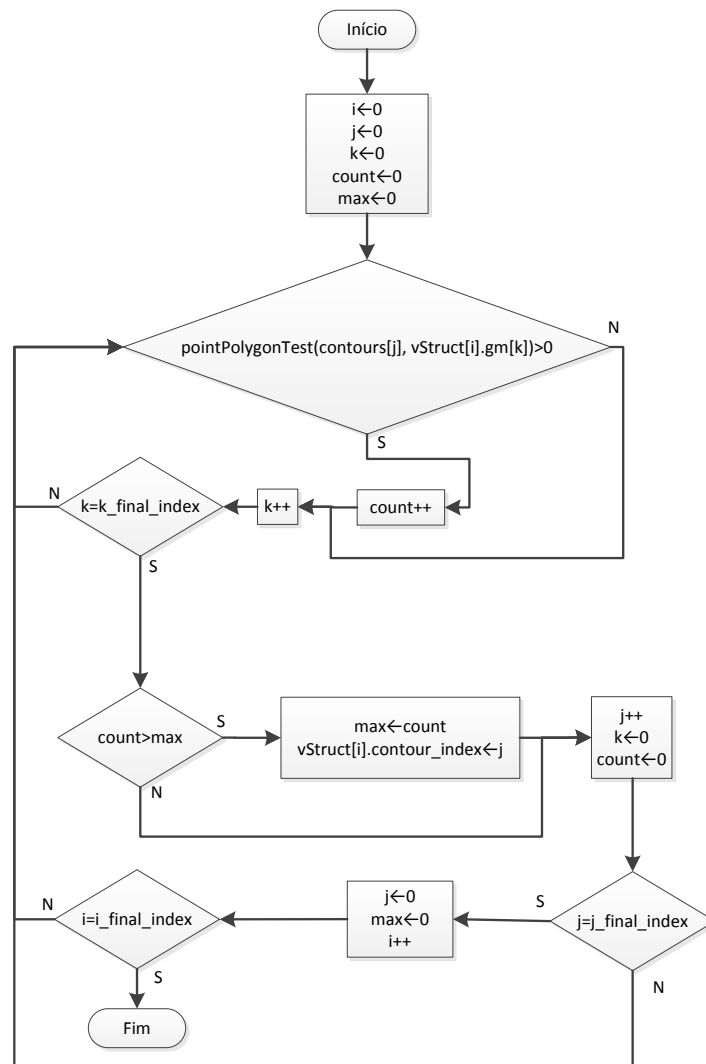 Início
i←0
j←0
k←0
count←0
max←0
pointPolygonTest(contours[j], vStruct[i].gm[k])>0
N
S
k=k_final_index
N
k++
count++
S
count>max
S
max←count
vStruct[i].contour_index←j
j++
k←0
count←0
N
i=i_final_index
N
j←0
max←0
i++
S
j=j_final_index
S
N
Fim